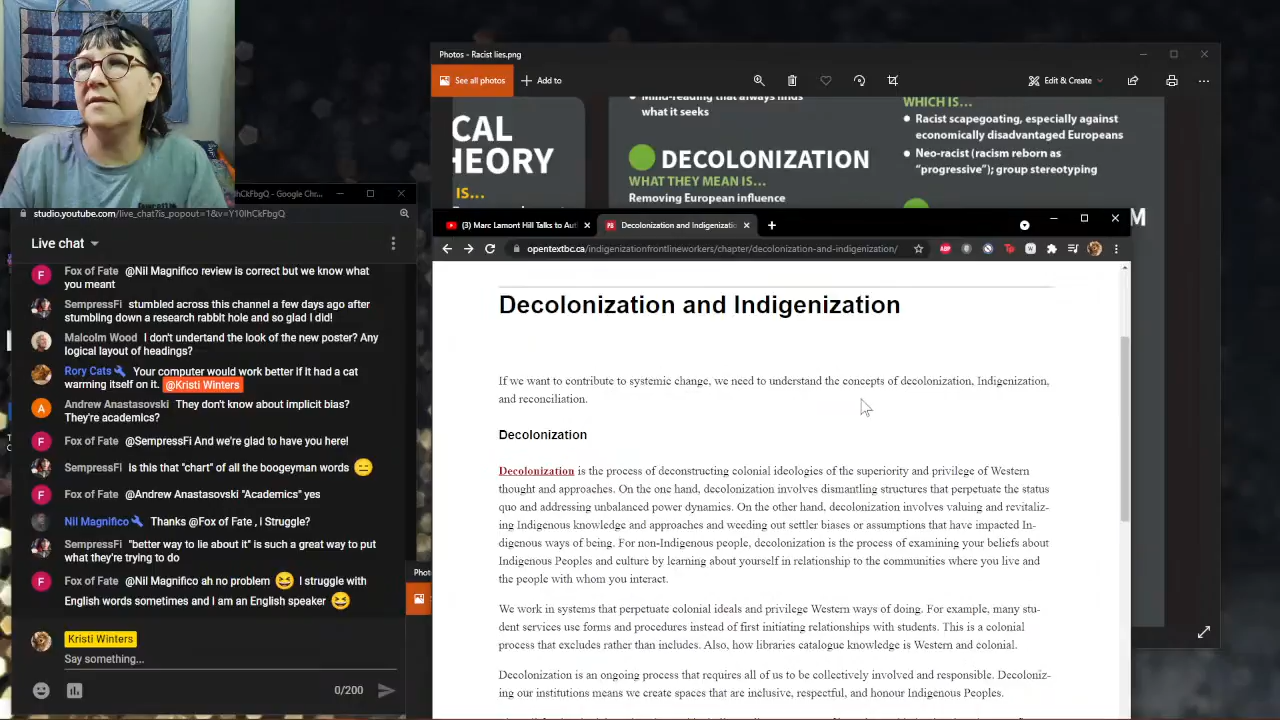 Photos - Racist lies.png
See all photos
Add to
Edit & Create
what it seeks
CAL
HEORY
IS...
DECOLONIZATION
WHAT THEY MEAN IS...
Removing European influence
WHICH IS...
Racist scapegoating, especially against
economically disadvantaged Europeans
Neo-racist (racism reborn as
"progressive"); group stereotyping
M
- Google Chr...
studio.youtube.com/live_chat?is_popout=1&v=Y10IhCkFbgQ
Live chat
Fox of Fate @Nil Magnifico review is correct but we know what
you meant
SempressFi stumbled across this channel a few days ago after
stumbling down a research rabbit hole and so glad I did!
Malcolm Wood I don't undertand the look of the new poster? Any
logical layout of headings?
Rory Cats Your computer would work better if it had a cat
warming itself on it. @Kristi Winters
Andrew Anastasovski They don't know about implicit bias?
They're academics?
Fox of Fate @SempressFi And we're glad to have you here!
SempressFi is this that "chart" of all the boogeyman words
Fox of Fate @Andrew Anastasovski "Academics" yes
Nil Magnifico Thanks @Fox of Fate , i Struggle?
SempressFi "better way to lie about it" is such a great way to put
what they're trying to do
Fox of Fate @Nil Magnifico ah no problem I struggle with
English words sometimes and I am an English speaker
Kristi Winters
Say something...
0/200
Phot
(3) Marc Lamont Hill Talks to Aut
Decolonization and Indigenizatio
opentextbc.ca/indigenizationfrontlineworkers/chapter/decolonization-and-indigenization/
Decolonization and Indigenization
If we want to contribute to systemic change, we need to understand the concepts of decolonization, Indigenization,
and reconciliation.
Decolonization
Decolonization is the process of deconstructing colonial ideologies of the superiority and privilege of Western
thought and approaches. On the one hand, decolonization involves dismantling structures that perpetuate the status
quo and addressing unbalanced power dynamics. On the other hand, decolonization involves valuing and revitaliz-
ing Indigenous knowledge and approaches and weeding out settler biases or assumptions that have impacted In-
digenous ways of being. For non-Indigenous people, decolonization is the process of examining your beliefs about
Indigenous Peoples and culture by learning about yourself in relationship to the communities where you live and
the people with whom you interact.
We work in systems that perpetuate colonial ideals and privilege Western ways of doing. For example, many stu-
dent services use forms and procedures instead of first initiating relationships with students. This is a colonial
process that excludes rather than includes. Also, how libraries catalogue knowledge is Western and colonial.
Decolonization is an ongoing process that requires all of us to be collectively involved and responsible. Decoloniz-
ing our institutions means we create spaces that are inclusive, respectful, and honour Indigenous Peoples.